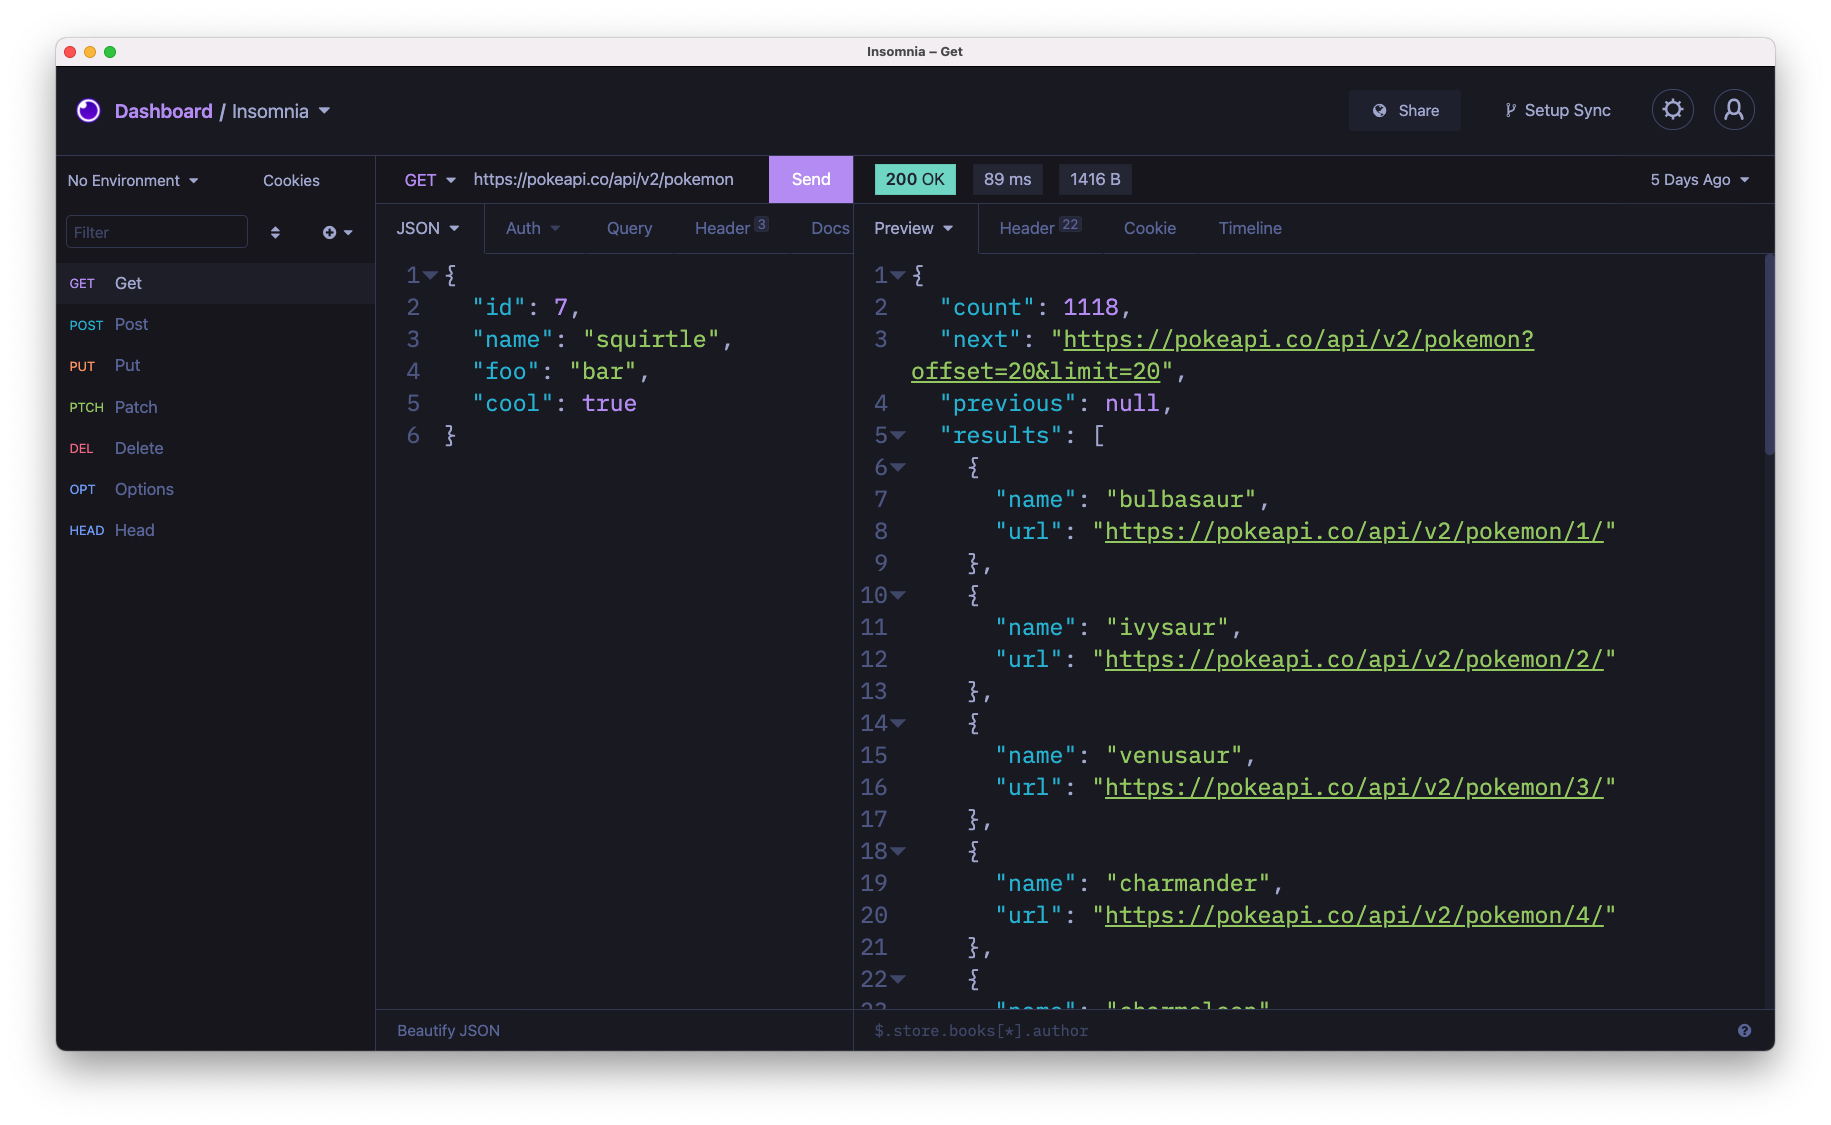 Insomnia – Get
Dashboard / Insomnia
Share
Setup Sync
No Environment
Cookies
Filter
GET Get
POST Post
PUT Put
PTCH Patch
DEL Delete
OPT Options
HEAD Head
GET https://pokeapi.co/api/v2/pokemon Send
JSON Auth Query Header 3 Docs
1 {
2 "id": 7,
3 "name": "squirtle",
4 "foo": "bar",
5 "cool": true
6 }
Beautify JSON
200 OK 89 ms 1416 B 5 Days Ago
Preview Header 22 Cookie Timeline
1 {
2 "count": 1118,
3 "next": "https://pokeapi.co/api/v2/pokemon?
offset=20&limit=20",
4 "previous": null,
5 "results": [
6 {
7 "name": "bulbasaur",
8 "url": "https://pokeapi.co/api/v2/pokemon/1/"
9 },
10 {
11 "name": "ivysaur",
12 "url": "https://pokeapi.co/api/v2/pokemon/2/"
13 },
14 {
15 "name": "venusaur",
16 "url": "https://pokeapi.co/api/v2/pokemon/3/"
17 },
18 {
19 "name": "charmander",
20 "url": "https://pokeapi.co/api/v2/pokemon/4/"
21 },
22 {
23 "name": "charmeleon"
$.store.books[*].author